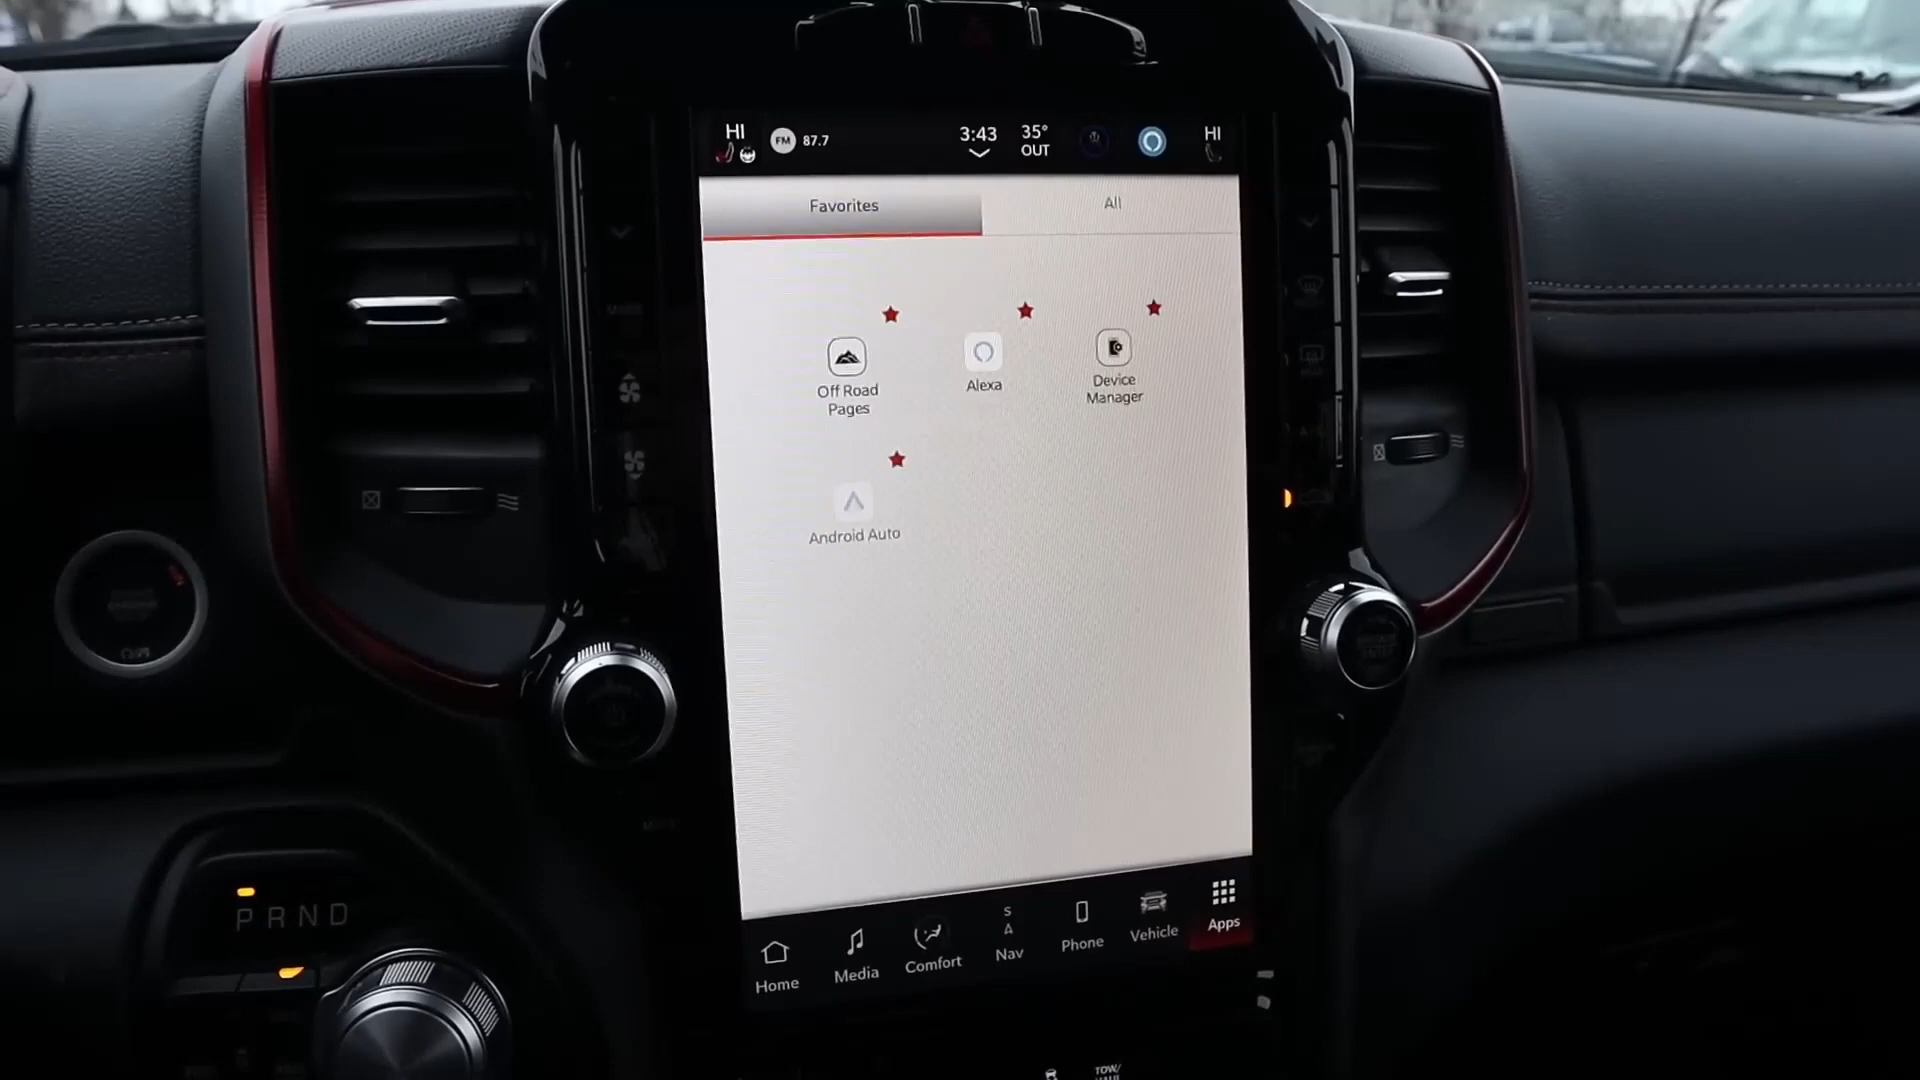 HI
FM 87.7
3:43
35°
OUT
HI
Favorites
All
Off Road
Pages
Alexa
Device
Manager
Android Auto
Home
Media
Comfort
S
A
Nav
Phone
Vehicle
Apps
P R N D
TOW/